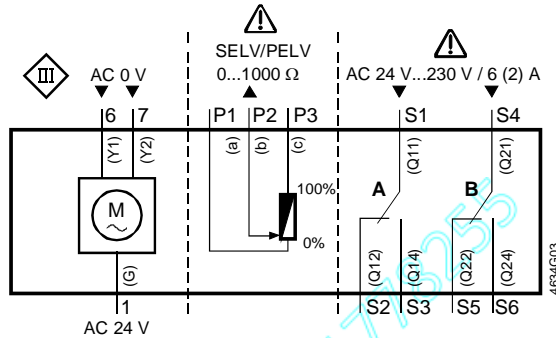 III
AC 0 V
SELV/PELV
0...1000 Ω
AC 24 V...230 V / 6 (2) A
6 7 P1 P2 P3 S1 S4
(Y1) (Y2) (a) (b) (c) (Q11) (Q21)
100%
A B
M
0%
(G) (Q12) (Q14) (Q22) (Q24)
1 S2 S3 S5 S6
AC 24 V
4634G03